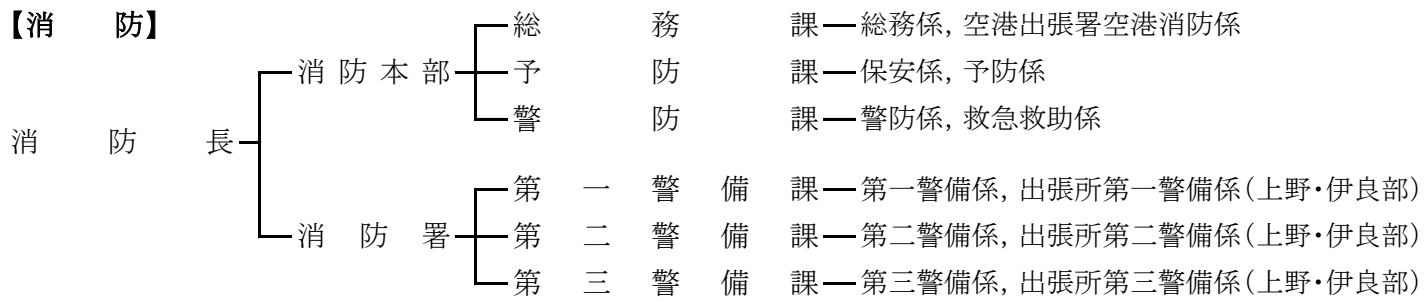 【消防】
総務課 総務係, 空港出張署空港消防係
消防本部 予防課 保安係, 予防係
警防課 警防係, 救急救助係
消防長
第一警備課 第一警備係, 出張所第一警備係(上野・伊良部)
消防署 第二警備課 第二警備係, 出張所第二警備係(上野・伊良部)
第三警備課 第三警備係, 出張所第三警備係(上野・伊良部)